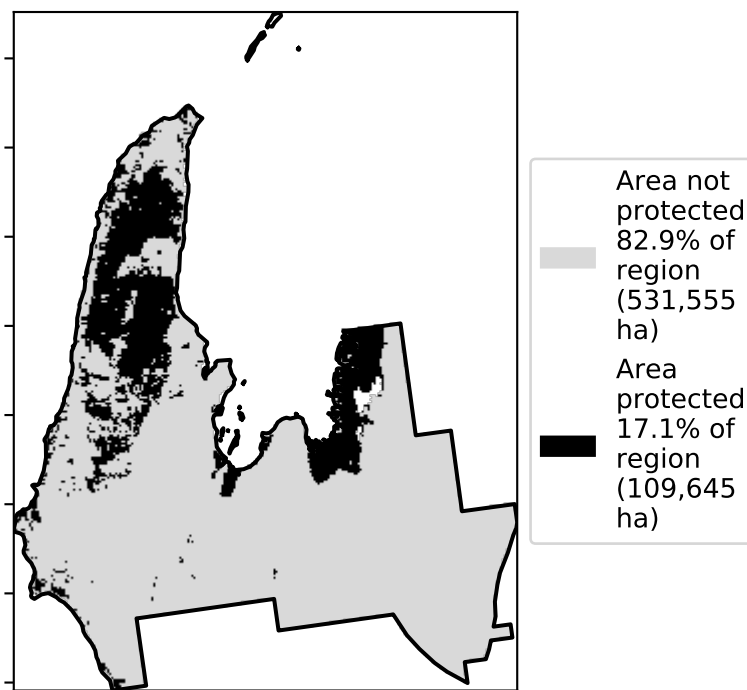 Area not
protected
82.9% of
region
(531,555
ha)
Area
protected
17.1% of
region
(109,645
ha)